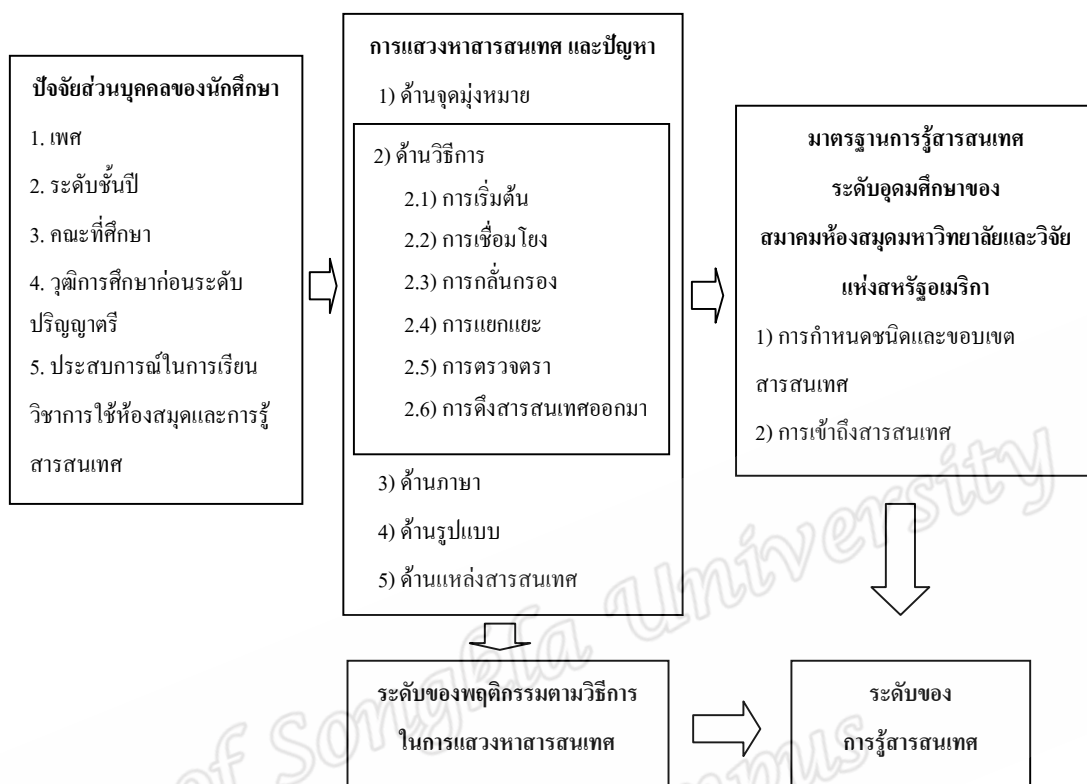 ปัจจัยส่วนบุคคลของนักศึกษา
1. เพศ
2. ระดับชั้นปี
3. คณะที่ศึกษา
4. วุฒิการศึกษาก่อนระดับ
ปริญญาตรี
5. ประสบการณ์ในการเรียน
วิชาการใช้ห้องสมุดและการรู้
สารสนเทศ
การแสวงหาสารสนเทศ และปัญหา
1) ด้านจุดมุ่งหมาย
2) ด้านวิธีการ
2.1) การเริ่มต้น
2.2) การเชื่อมโยง
2.3) การกลั่นกรอง
2.4) การแยกแยะ
2.5) การตรวจตรา
2.6) การดึงสารสนเทศออกมา
3) ด้านภาษา
4) ด้านรูปแบบ
5) ด้านแหล่งสารสนเทศ
มาตรฐานการรู้สารสนเทศ
ระดับอุดมศึกษาของ
สมาคมห้องสมุดมหาวิทยาลัยและวิจัย
แห่งสหรัฐอเมริกา
1) การกำหนดชนิดและขอบเขต
สารสนเทศ
2) การเข้าถึงสารสนเทศ
ระดับของพฤติกรรมตามวิธีการ
ในการแสวงหาสารสนเทศ
ระดับของ
การรู้สารสนเทศ
of Songkla University